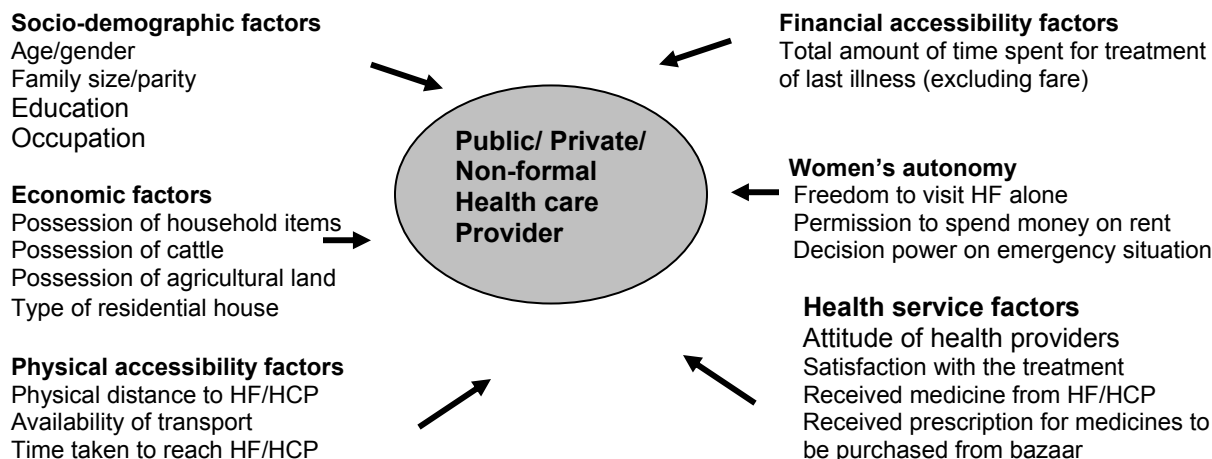 Socio-demographic factors
Age/gender
Family size/parity
Education
Occupation
Economic factors
Possession of household items
Possession of cattle
Possession of agricultural land
Type of residential house
Physical accessibility factors
Physical distance to HF/HCP
Availability of transport
Time taken to reach HF/HCP
Public/ Private/
Non-formal
Health care
Provider
Financial accessibility factors
Total amount of time spent for treatment
of last illness (excluding fare)
Women's autonomy
Freedom to visit HF alone
Permission to spend money on rent
Decision power on emergency situation
Health service factors
Attitude of health providers
Satisfaction with the treatment
Received medicine from HF/HCP
Received prescription for medicines to
be purchased from bazaar